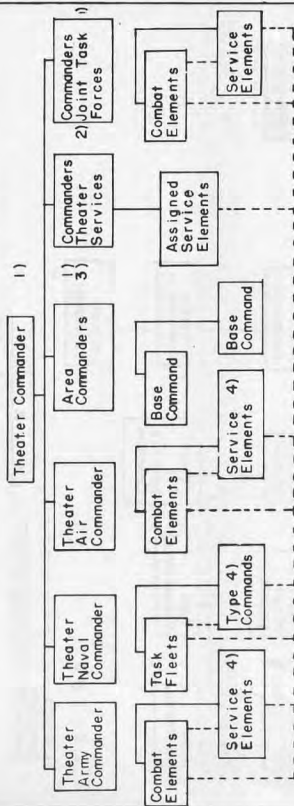 Theater Commander 1)
Theater
Army
Commander
Theater
Naval
Commander
Theater
Air
Commander
Area
Commanders
1)
3)
Commanders
Theater
Services
2)
Commanders
Joint Task
Forces
1)
Combat
Elements
Service
Elements 4)
Task
Fleets
Type 4)
Commands
Combat
Elements
Service
Elements 4)
Base
Command
Base
Command
Assigned
Service
Elements
Combat
Elements
Service
Elements